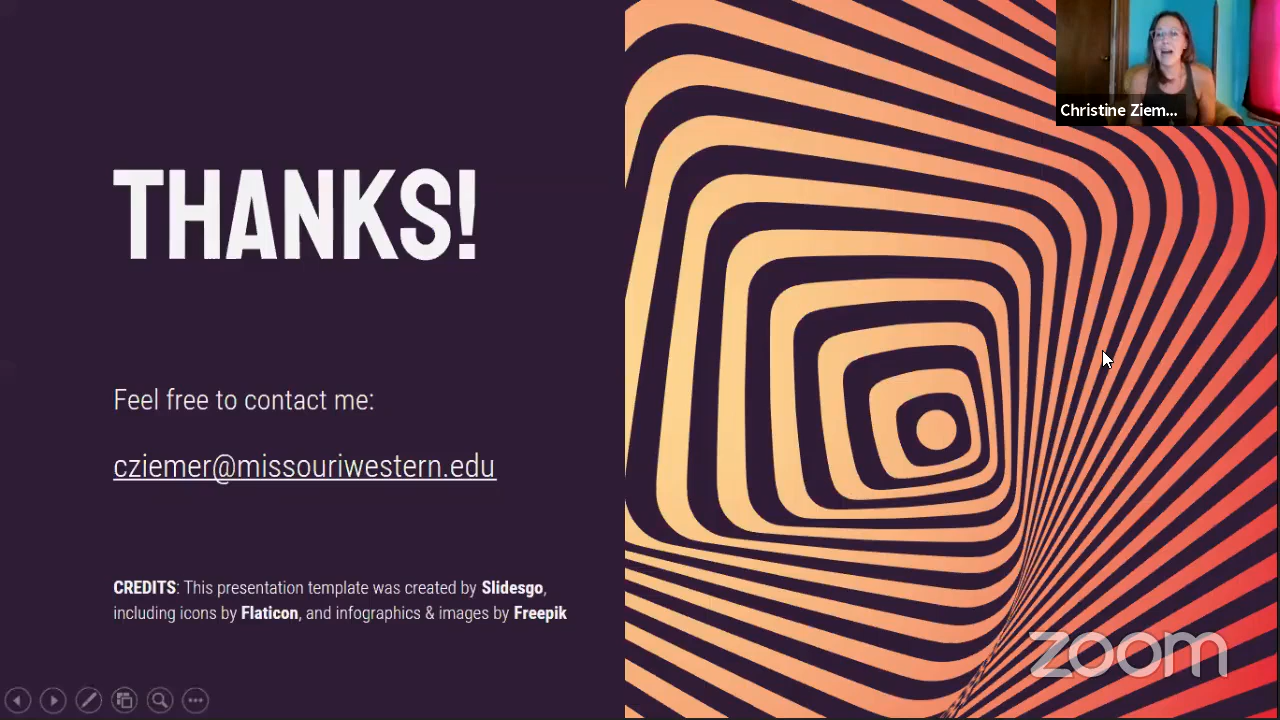 Christine Ziem...
THANKS!
Feel free to contact me:
cziemer@missouriwestern.edu
CREDITS: This presentation template was created by Slidesgo,
including icons by Flaticon, and infographics & images by Freepik
zoom